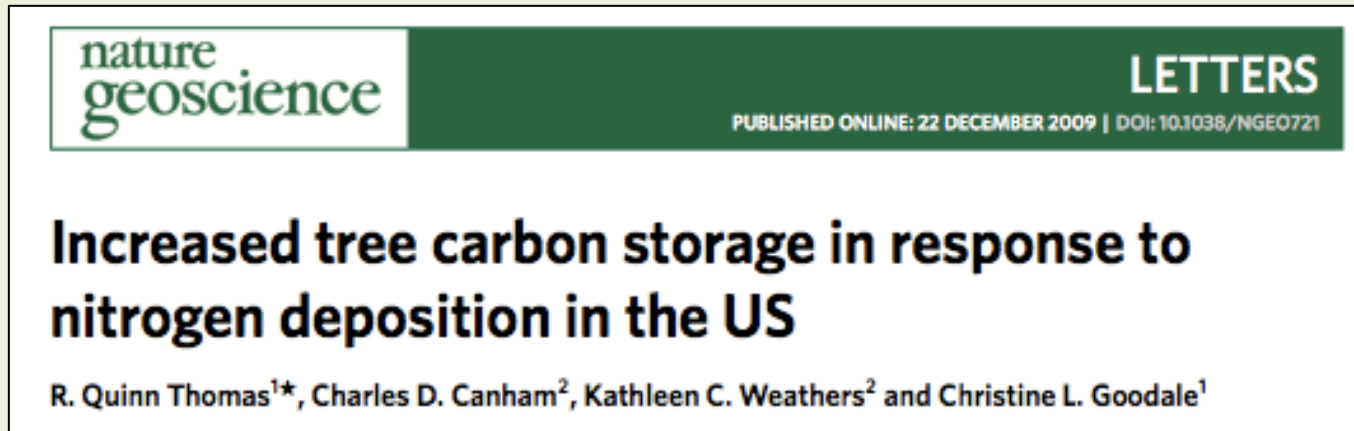 nature
geoscience
LETTERS
PUBLISHED ONLINE: 22 DECEMBER 2009 | DOI: 10.1038/NGEO721
Increased tree carbon storage in response to
nitrogen deposition in the US
R. Quinn Thomas¹★, Charles D. Canham², Kathleen C. Weathers² and Christine L. Goodale¹